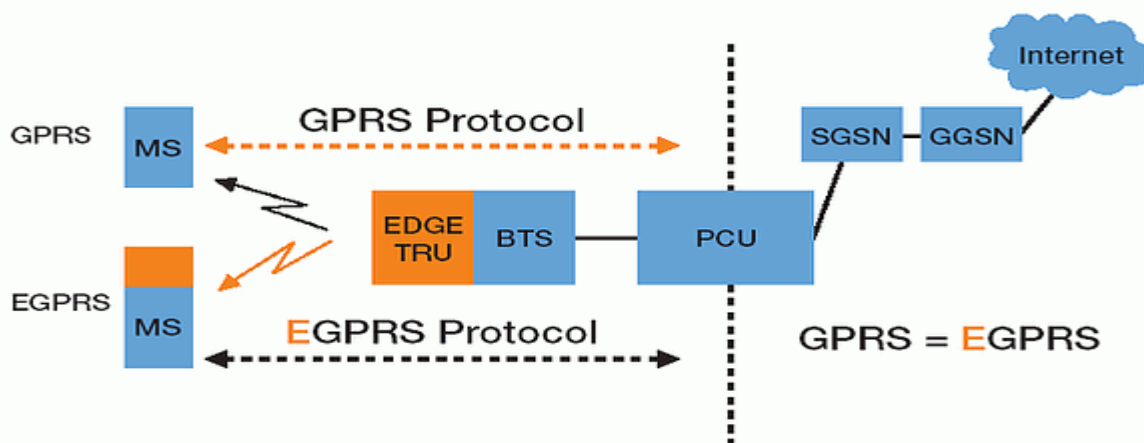 Internet
GPRS
MS
GPRS Protocol
SGSN
GGSN
EDGE
TRU
BTS
PCU
EGPRS
MS
EGPRS Protocol
GPRS = EGPRS